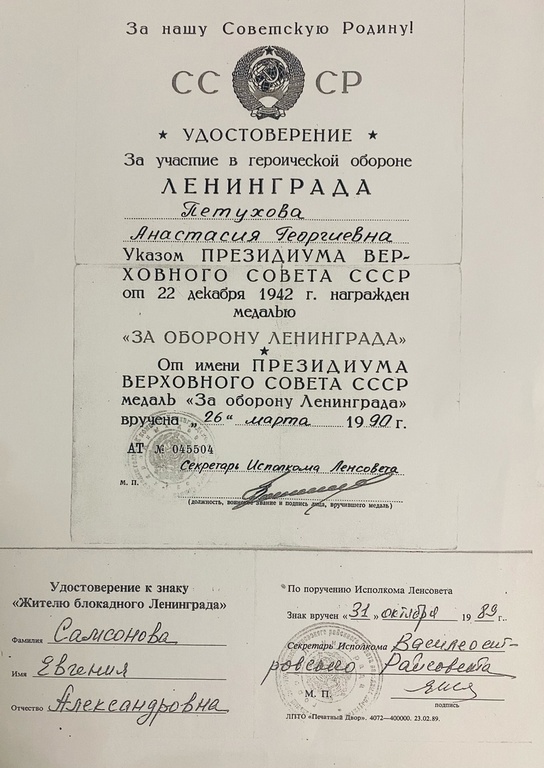 За нашу Советскую Родину!
СС СР
★ УДОСТОВЕРЕНИЕ ★
За участие в героической обороне
ЛЕНИНГРАДА
Петухова
Анастасия Георгиевна
Указом ПРЕЗИДИУМА ВЕР-
ХОВНОГО СОВЕТА СССР
от 22 декабря 1942 г. награжден
медалью
«ЗА ОБОРОНУ ЛЕНИНГРАДА»
★
От имени ПРЕЗИДИУМА
ВЕРХОВНОГО СОВЕТА СССР
медаль «За оборону Ленинграда»
вручена „26“ марта 1990 г.
АТ № 045504
Секретарь Исполкома Ленсовета
М. П.
(должность, воинское звание и подпись лица, вручившего медаль)
Удостоверение к знаку
«Жителю блокадного Ленинграда»
Фамилия Самсонова
Имя Евгения
Отчество Александровна
По поручению Исполкома Ленсовета
Знак вручен «31» октября 1989 г.
Секретарь Исполкома Василеост-
ровского Райсовета
М. П.
подпись
ЛПТО «Печатный Двор». 4072—400000. 23.02.89.